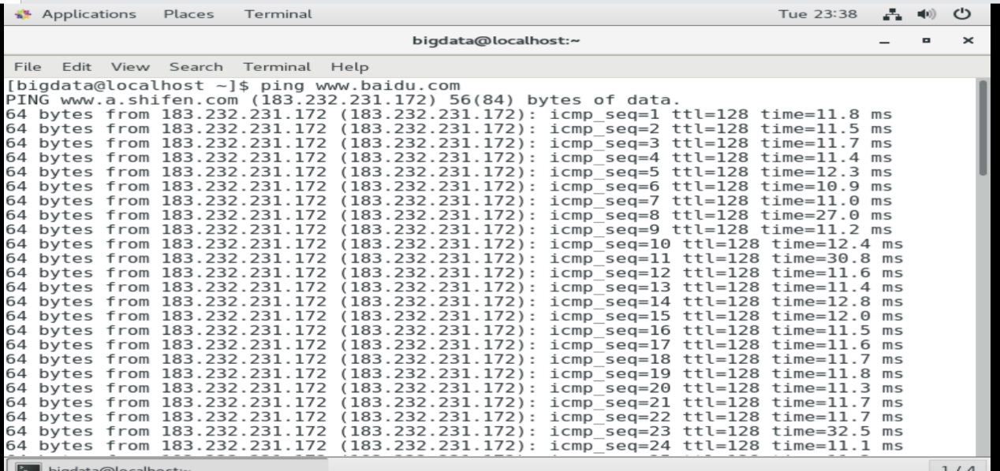 Applications Places Terminal Tue 23:38
bigdata@localhost:~
File Edit View Search Terminal Help
[bigdata@localhost ~]$ ping www.baidu.com
PING www.a.shifen.com (183.232.231.172) 56(84) bytes of data.
64 bytes from 183.232.231.172 (183.232.231.172): icmp_seq=1 ttl=128 time=11.8 ms
64 bytes from 183.232.231.172 (183.232.231.172): icmp_seq=2 ttl=128 time=11.5 ms
64 bytes from 183.232.231.172 (183.232.231.172): icmp_seq=3 ttl=128 time=11.7 ms
64 bytes from 183.232.231.172 (183.232.231.172): icmp_seq=4 ttl=128 time=11.4 ms
64 bytes from 183.232.231.172 (183.232.231.172): icmp_seq=5 ttl=128 time=12.3 ms
64 bytes from 183.232.231.172 (183.232.231.172): icmp_seq=6 ttl=128 time=10.9 ms
64 bytes from 183.232.231.172 (183.232.231.172): icmp_seq=7 ttl=128 time=11.0 ms
64 bytes from 183.232.231.172 (183.232.231.172): icmp_seq=8 ttl=128 time=27.0 ms
64 bytes from 183.232.231.172 (183.232.231.172): icmp_seq=9 ttl=128 time=11.2 ms
64 bytes from 183.232.231.172 (183.232.231.172): icmp_seq=10 ttl=128 time=12.4 ms
64 bytes from 183.232.231.172 (183.232.231.172): icmp_seq=11 ttl=128 time=30.8 ms
64 bytes from 183.232.231.172 (183.232.231.172): icmp_seq=12 ttl=128 time=11.6 ms
64 bytes from 183.232.231.172 (183.232.231.172): icmp_seq=13 ttl=128 time=11.4 ms
64 bytes from 183.232.231.172 (183.232.231.172): icmp_seq=14 ttl=128 time=12.8 ms
64 bytes from 183.232.231.172 (183.232.231.172): icmp_seq=15 ttl=128 time=12.0 ms
64 bytes from 183.232.231.172 (183.232.231.172): icmp_seq=16 ttl=128 time=11.5 ms
64 bytes from 183.232.231.172 (183.232.231.172): icmp_seq=17 ttl=128 time=11.6 ms
64 bytes from 183.232.231.172 (183.232.231.172): icmp_seq=18 ttl=128 time=11.7 ms
64 bytes from 183.232.231.172 (183.232.231.172): icmp_seq=19 ttl=128 time=11.8 ms
64 bytes from 183.232.231.172 (183.232.231.172): icmp_seq=20 ttl=128 time=11.3 ms
64 bytes from 183.232.231.172 (183.232.231.172): icmp_seq=21 ttl=128 time=11.7 ms
64 bytes from 183.232.231.172 (183.232.231.172): icmp_seq=22 ttl=128 time=11.7 ms
64 bytes from 183.232.231.172 (183.232.231.172): icmp_seq=23 ttl=128 time=32.5 ms
64 bytes from 183.232.231.172 (183.232.231.172): icmp_seq=24 ttl=128 time=11.1 ms
bigdata@localhost:~ 1 / 4